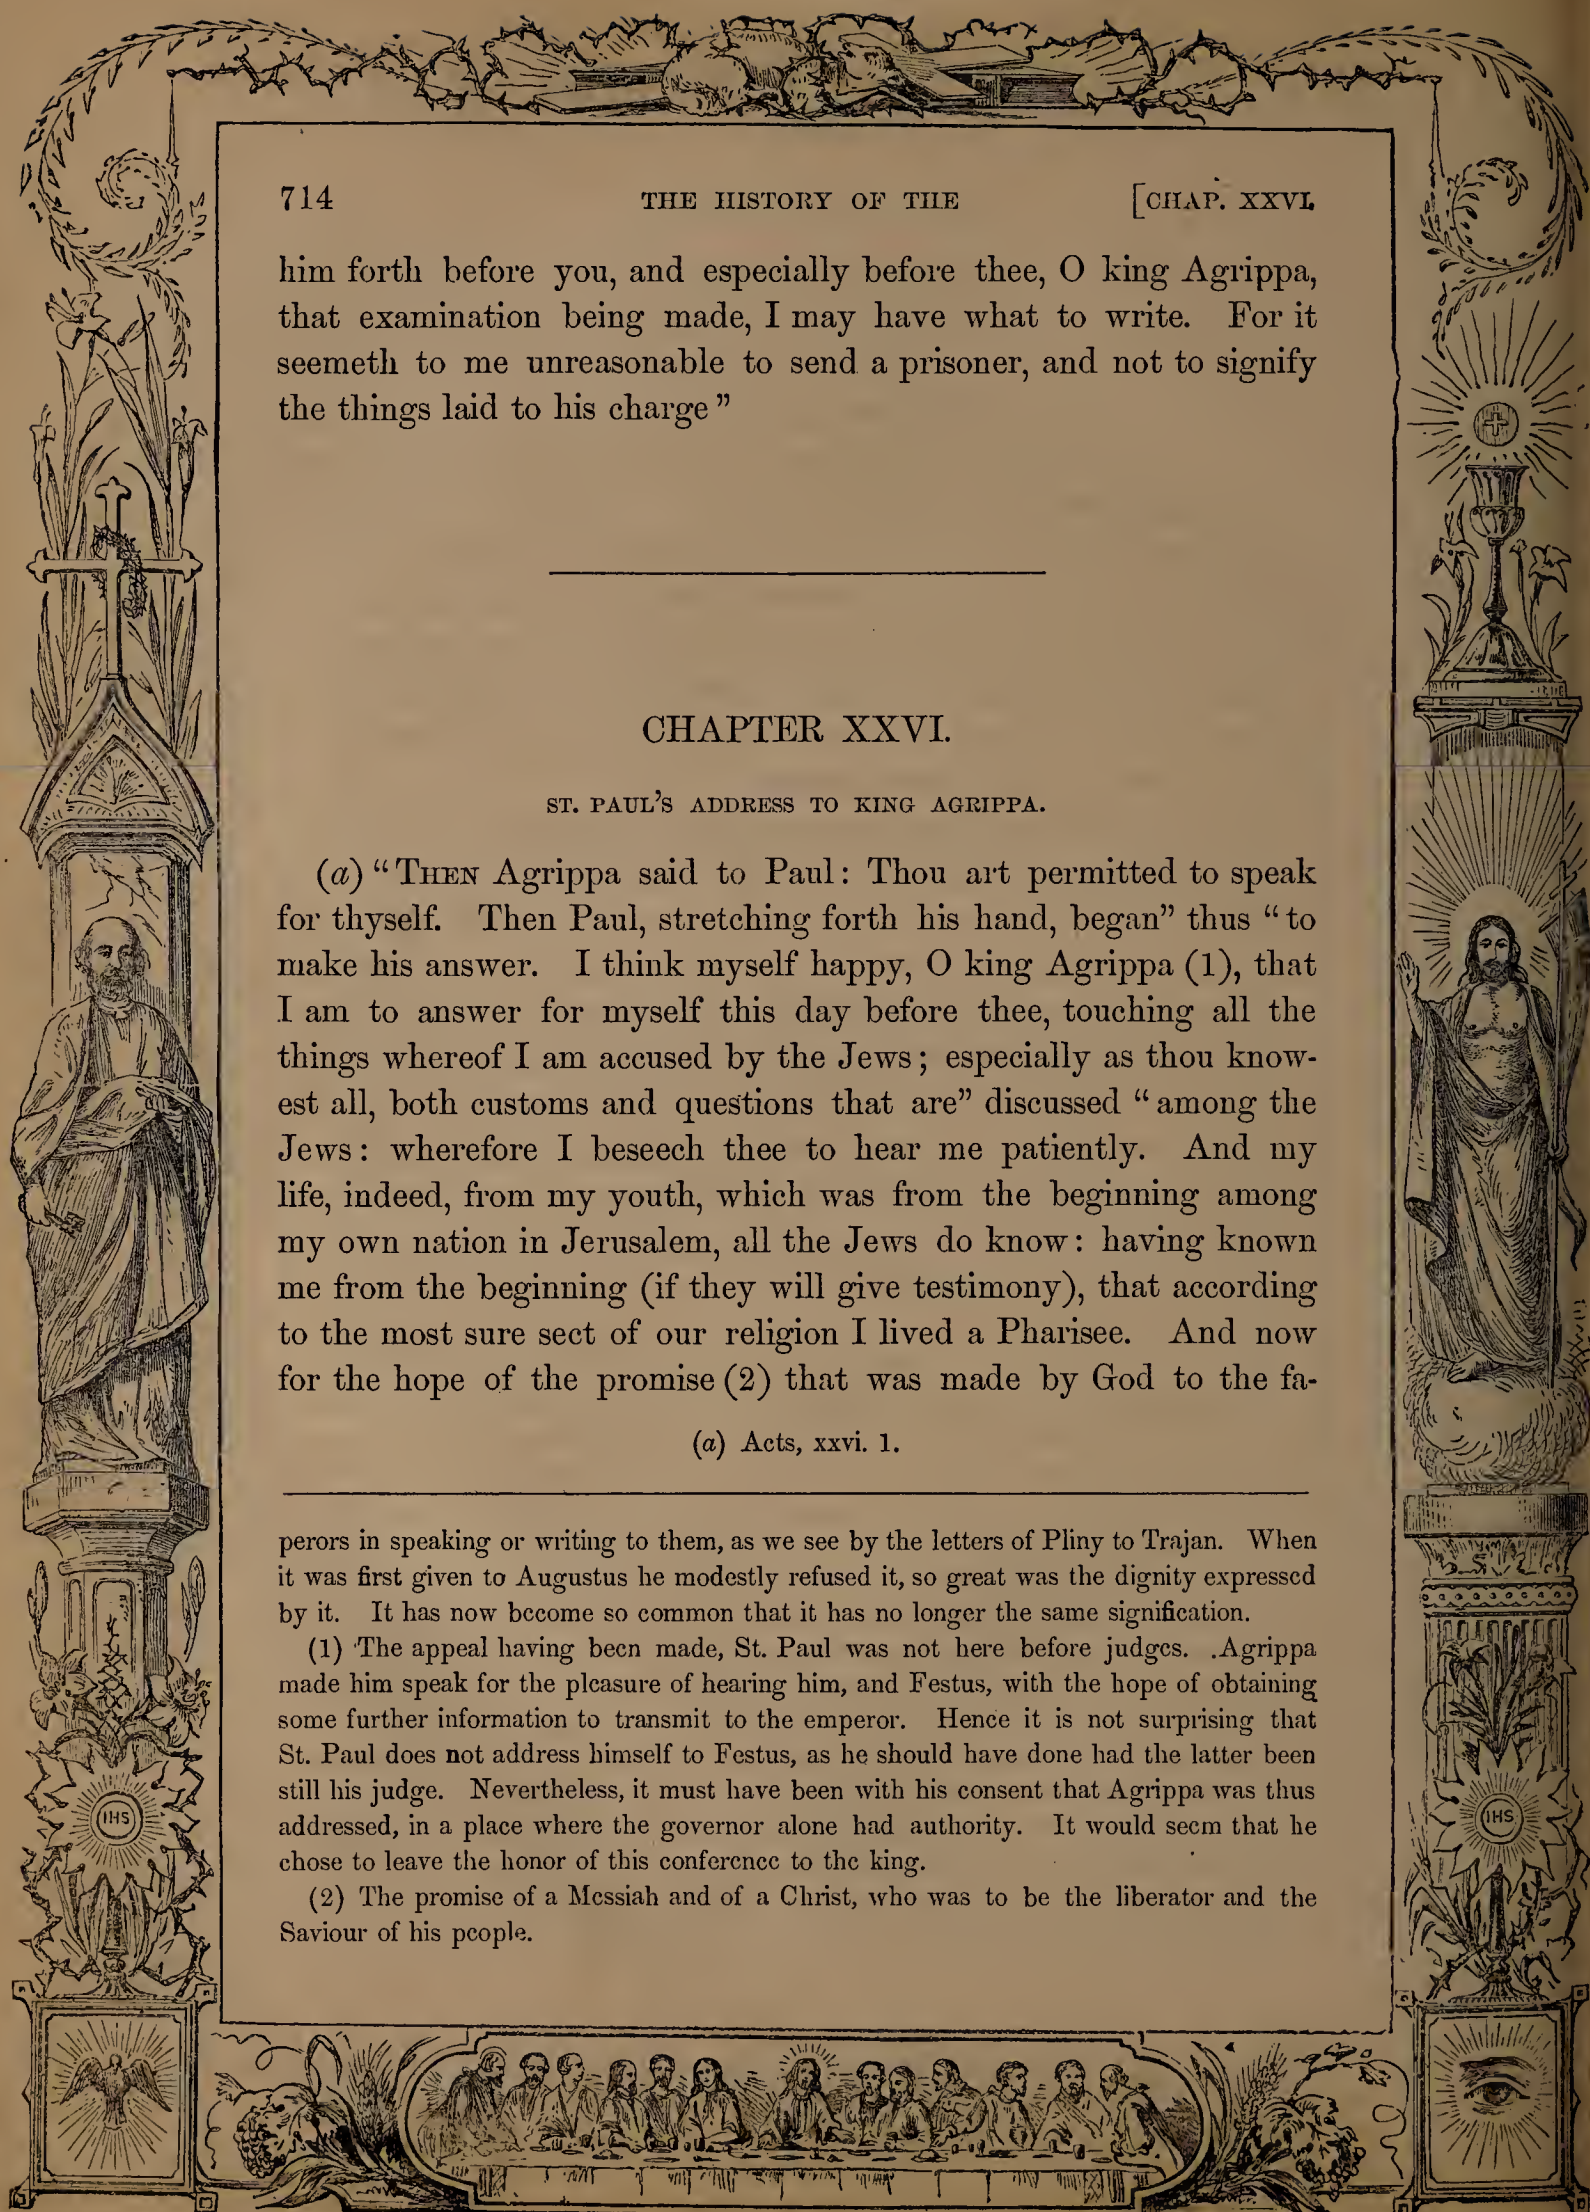 714 THE HISTORY OF THE [CHAP. XXVI.
him forth before you, and especially before thee, O king Agrippa,
that examination being made, I may have what to write. For it
seemeth to me unreasonable to send a prisoner, and not to signify
the things laid to his charge"
CHAPTER XXVI.
ST. PAUL'S ADDRESS TO KING AGRIPPA.
(a) "THEN Agrippa said to Paul: Thou art permitted to speak
for thyself. Then Paul, stretching forth his hand, began" thus "to
make his answer. I think myself happy, O king Agrippa (1), that
I am to answer for myself this day before thee, touching all the
things whereof I am accused by the Jews; especially as thou know-
est all, both customs and questions that are" discussed "among the
Jews: wherefore I beseech thee to hear me patiently. And my
life, indeed, from my youth, which was from the beginning among
my own nation in Jerusalem, all the Jews do know: having known
me from the beginning (if they will give testimony), that according
to the most sure sect of our religion I lived a Pharisee. And now
for the hope of the promise (2) that was made by God to the fa-
(a) Acts, xxvi. 1.
perors in speaking or writing to them, as we see by the letters of Pliny to Trajan. When
it was first given to Augustus he modestly refused it, so great was the dignity expressed
by it. It has now become so common that it has no longer the same signification.
(1) The appeal having been made, St. Paul was not here before judges. Agrippa
made him speak for the pleasure of hearing him, and Festus, with the hope of obtaining
some further information to transmit to the emperor. Hence it is not surprising that
St. Paul does not address himself to Festus, as he should have done had the latter been
still his judge. Nevertheless, it must have been with his consent that Agrippa was thus
addressed, in a place where the governor alone had authority. It would seem that he
chose to leave the honor of this conference to the king.
(2) The promise of a Messiah and of a Christ, who was to be the liberator and the
Saviour of his people.
IHS
IHS